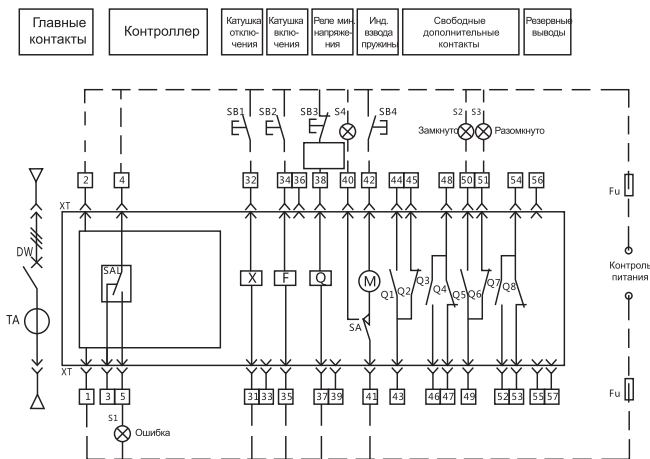 Главные
контакты
Контроллер
Катушка
отклю-
чения
Катушка
вклю-
чения
Реле мин.
напряже-
ния
Инд.
взвода
пружины
Свободные
дополнительные
контакты
Резервные
выводы
SB1
SB2
SB3
S4
SB4
S2
S3
Замкнуто
Разомкнуто
2
4
32
34
36
38
40
42
44
45
48
50
51
54
56
Fu
XT
DW
SAL
X
F
Q
M
Q1
Q2
Q3
Q4
Q5
Q6
Q7
Q8
Контроль
питания
TA
SA
XT
1
3
5
31
33
35
37
39
41
43
46
47
49
52
53
55
57
Fu
S1
Ошибка